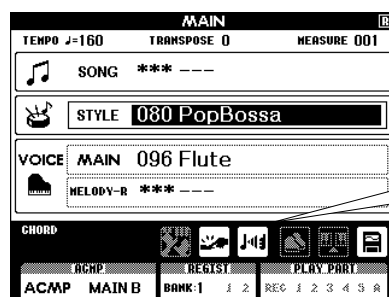 MAIN
TEMPO ♩=160 TRANSPOSE 0 MEASURE 001
SONG *** ---
STYLE 080 PopBossa
VOICE MAIN 096 Flute
MELODY-R *** ---
CHORD
ACMP REGIST PLAY PART
ACMP MAIN B BANK:1 1 2 REC 1 2 3 4 5 A